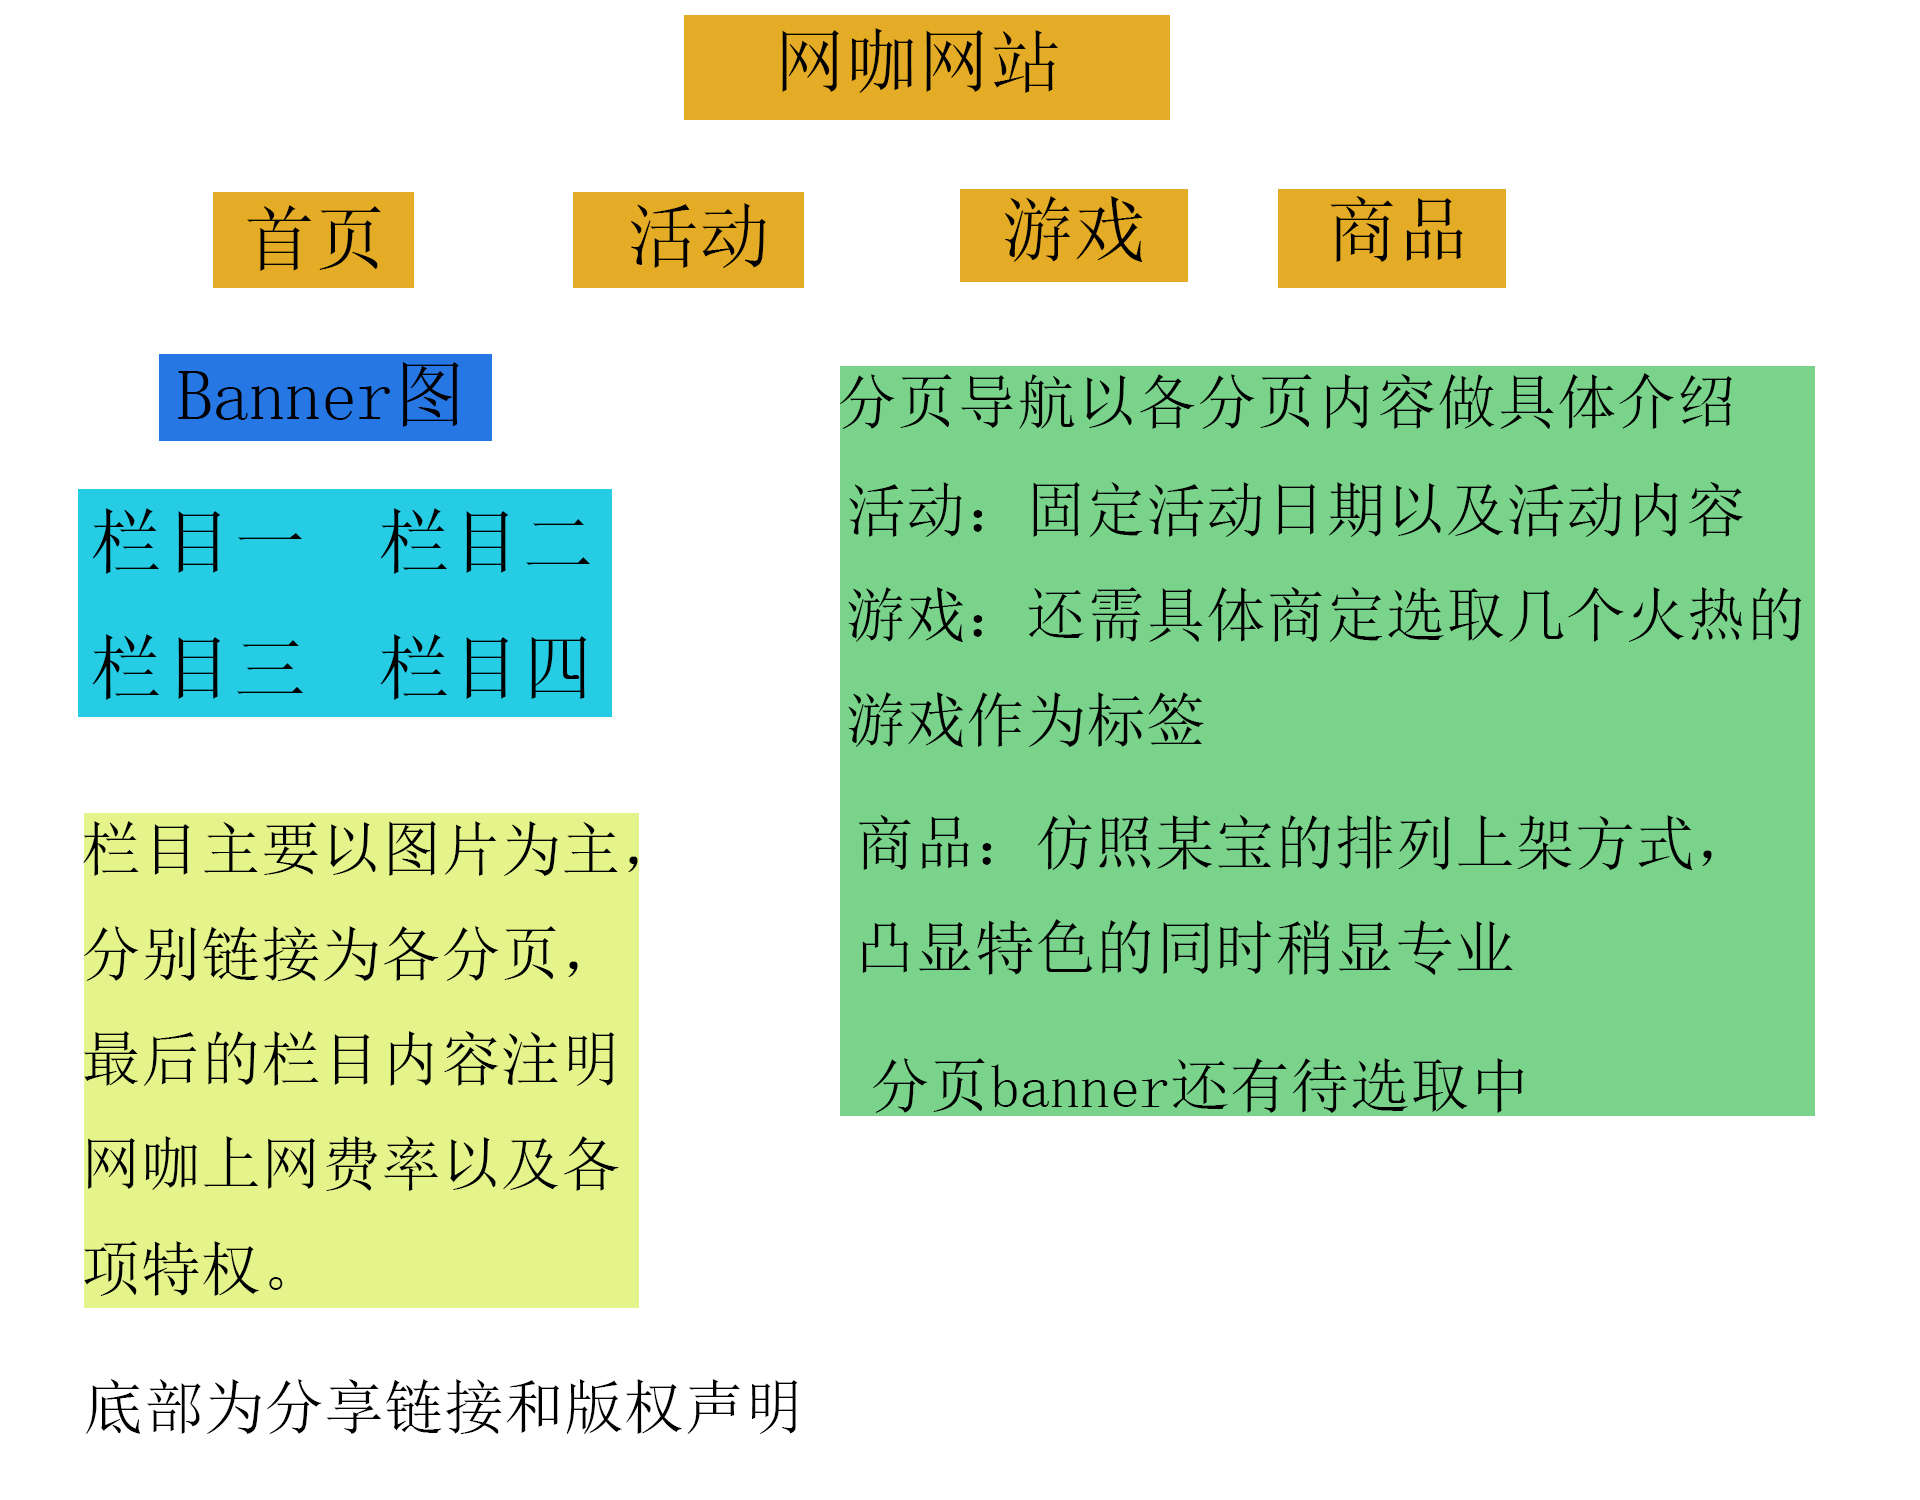 网咖网站
首页 活动 游戏 商品
Banner图
栏目一 栏目二
栏目三 栏目四
栏目主要以图片为主，
分别链接为各分页，
最后的栏目内容注明
网咖上网费率以及各
项特权。
分页导航以各分页内容做具体介绍
活动：固定活动日期以及活动内容
游戏：还需具体商定选取几个火热的
游戏作为标签
商品：仿照某宝的排列上架方式，
凸显特色的同时稍显专业
分页banner还有待选取中
底部为分享链接和版权声明